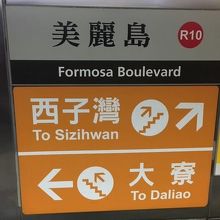 美麗島
R10
Formosa Boulevard
西子灣
To Sizihwan
大寮
To Daliao